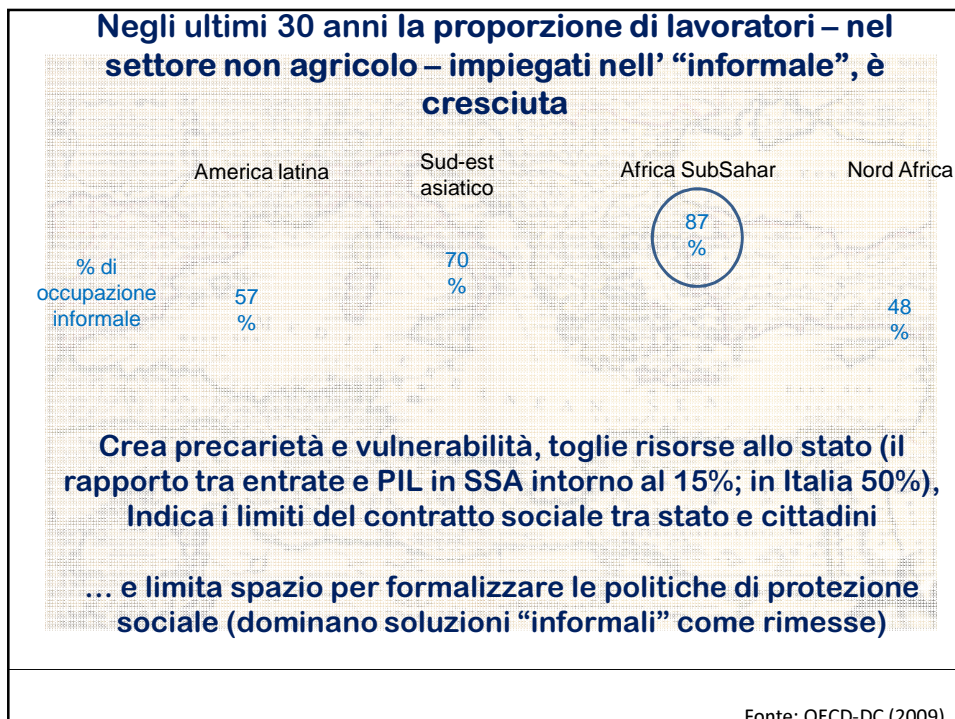 Negli ultimi 30 anni la proporzione di lavoratori – nel
settore non agricolo – impiegati nell' “informale”, è
cresciuta
America latina
Sud-est
asiatico
Africa SubSahar
Nord Africa
% di
occupazione
informale
57
%
70
%
87
%
48
%
Crea precarietà e vulnerabilità, toglie risorse allo stato (il
rapporto tra entrate e PIL in SSA intorno al 15%; in Italia 50%),
Indica i limiti del contratto sociale tra stato e cittadini
... e limita spazio per formalizzare le politiche di protezione
sociale (dominano soluzioni “informali” come rimesse)
Fonte: OECD-DC (2009)